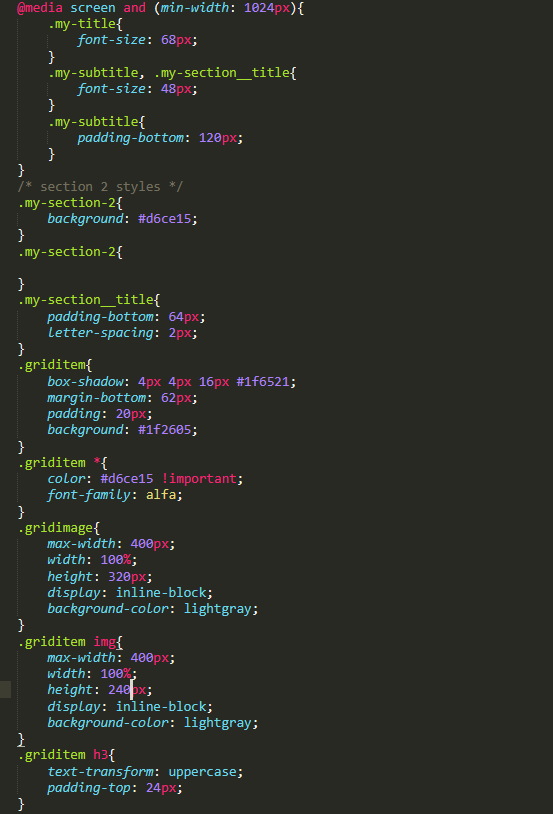 @media screen and (min-width: 1024px){
    .my-title{
        font-size: 68px;
    }
    .my-subtitle, .my-section__title{
        font-size: 48px;
    }
    .my-subtitle{
        padding-bottom: 120px;
    }
}
/* section 2 styles */
.my-section-2{
    background: #d6ce15;
}
.my-section-2{

}
.my-section__title{
    padding-bottom: 64px;
    letter-spacing: 2px;
}
.griditem{
    box-shadow: 4px 4px 16px #1f6521;
    margin-bottom: 62px;
    padding: 20px;
    background: #1f2605;
}
.griditem *{
    color: #d6ce15 !important;
    font-family: alfa;
}
.gridimage{
    max-width: 400px;
    width: 100%;
    height: 320px;
    display: inline-block;
    background-color: lightgray;
}
.griditem img{
    max-width: 400px;
    width: 100%;
    height: 240px;
    display: inline-block;
    background-color: lightgray;
}
.griditem h3{
    text-transform: uppercase;
    padding-top: 24px;
}